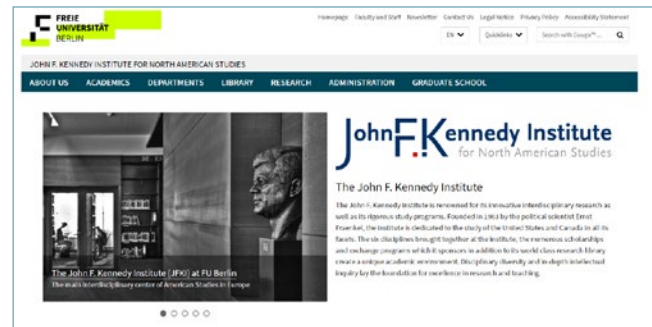 FREIE
UNIVERSITÄT
BERLIN
Homepage Faculty and Staff Newsletter Contact Us Legal Notice Privacy Policy Accessibility Statement
EN Quicklinks Search with Google™...
JOHN F. KENNEDY INSTITUTE FOR NORTH AMERICAN STUDIES
ABOUT US ACADEMICS DEPARTMENTS LIBRARY RESEARCH ADMINISTRATION GRADUATE SCHOOL
John F. Kennedy Institute
for North American Studies
The John F. Kennedy Institute
The John F. Kennedy Institute is renowned for its innovative interdisciplinary research as
well as its rigorous study programs. Founded in 1963 by the political scientist Ernst
Fraenkel, the institute is dedicated to the study of the United States and Canada in all its
facets. The six disciplines brought together at the institute, the numerous scholarships
and exchange programs which it sponsors in addition to its world class research library
create a unique academic environment. Disciplinary diversity and in-depth intellectual
inquiry lay the foundation for excellence in research and teaching.
The John F. Kennedy Institute [JFKI] at FU Berlin
The main interdisciplinary center of American Studies in Europe